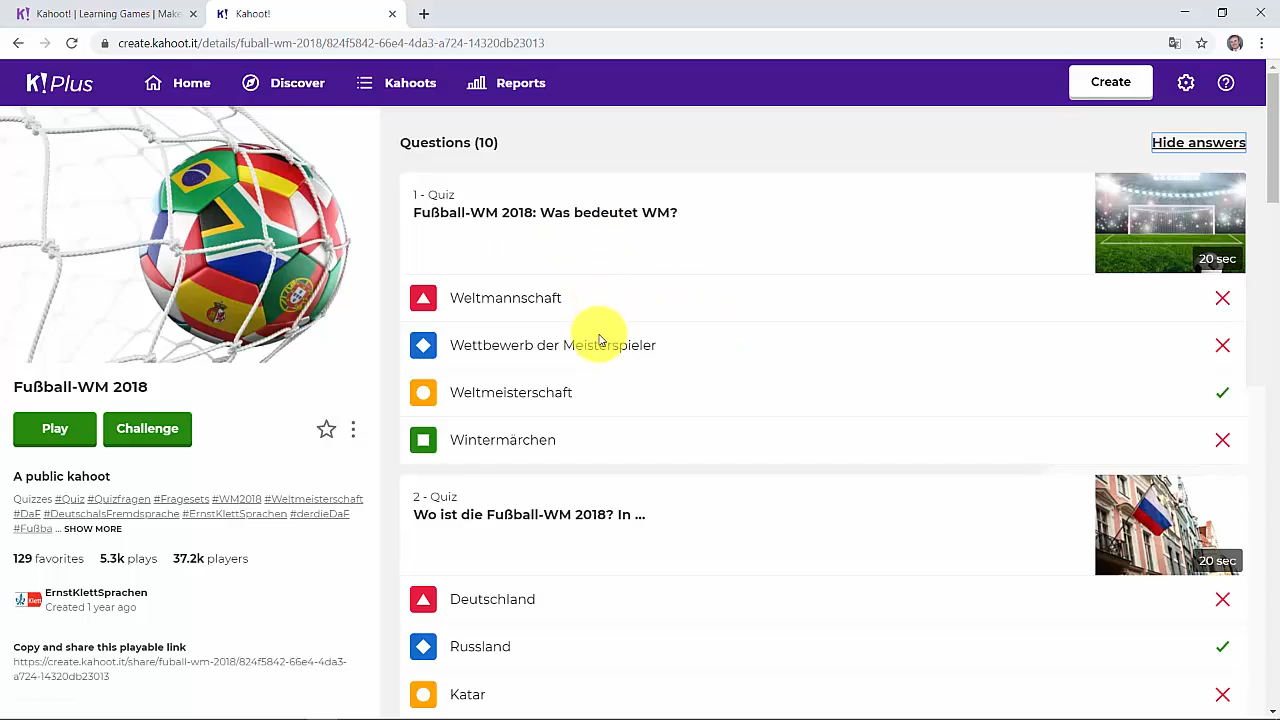 Kahoot! | Learning Games | Make
Kahoot!
create.kahoot.it/details/fuball-wm-2018/824f5842-66e4-4da3-a724-14320db23013
K!Plus
Home
Discover
Kahoots
Reports
Create
Questions (10)
Hide answers
1 - Quiz
Fußball-WM 2018: Was bedeutet WM?
20 sec
Weltmannschaft
Wettbewerb der Meisterspieler
Weltmeisterschaft
Wintermärchen
2 - Quiz
Wo ist die Fußball-WM 2018? In ...
20 sec
Deutschland
Russland
Katar
Fußball-WM 2018
Play
Challenge
A public kahoot
Quizzes #Quiz #Quizfragen #Fragesets #WM2018 #Weltmeisterschaft
#DaF #DeutschalsFremdsprache #ErnstKlettSprachen #derdieDaF
#Fußba ... SHOW MORE
129 favorites 5.3k plays 37.2k players
Klett
ErnstKlettSprachen
Created 1 year ago
Copy and share this playable link
https://create.kahoot.it/share/fuball-wm-2018/824f5842-66e4-4da3-
a724-14320db23013